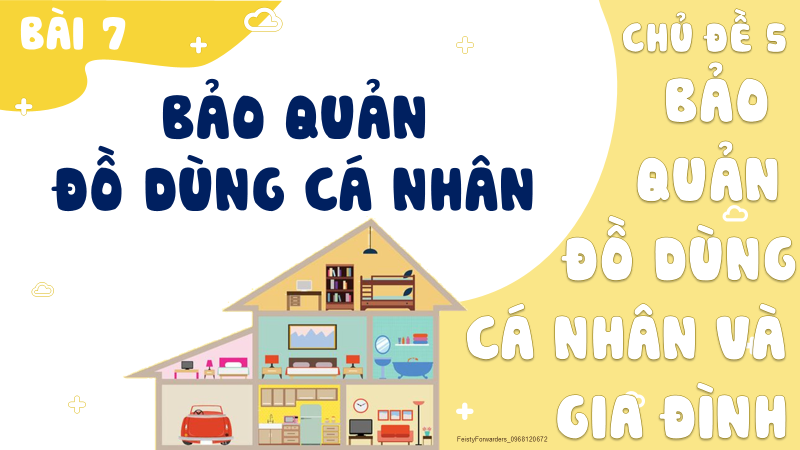 BÀI 7
BẢO QUẢN
ĐỒ DÙNG CÁ NHÂN
CHỦ ĐỀ 5
BẢO
QUẢN
ĐỒ DÙNG
CÁ NHÂN VÀ
GIA ĐÌNH
FeistyForwarders_0968120672